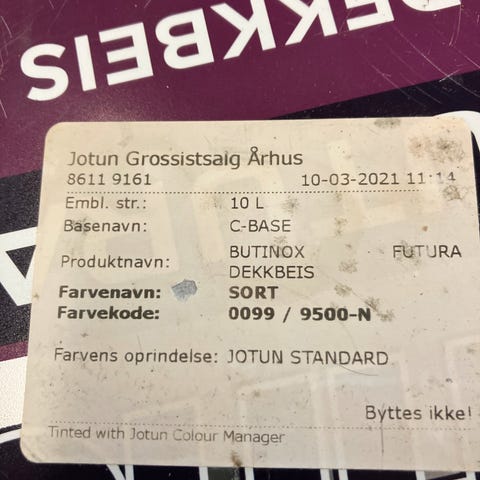 DEKKBEIS
DEKKBEIS
Jotun Grossistsalg Århus
8611 9161 10-03-2021 11:14
Embl. str.: 10 L
Basenavn: C-BASE
Produktnavn: BUTINOX FUTURA
DEKKBEIS
Farvenavn: SORT
Farvekode: 0099 / 9500-N
Farvens oprindelse: JOTUN STANDARD
Byttes ikke!
Tinted with Jotun Colour Manager